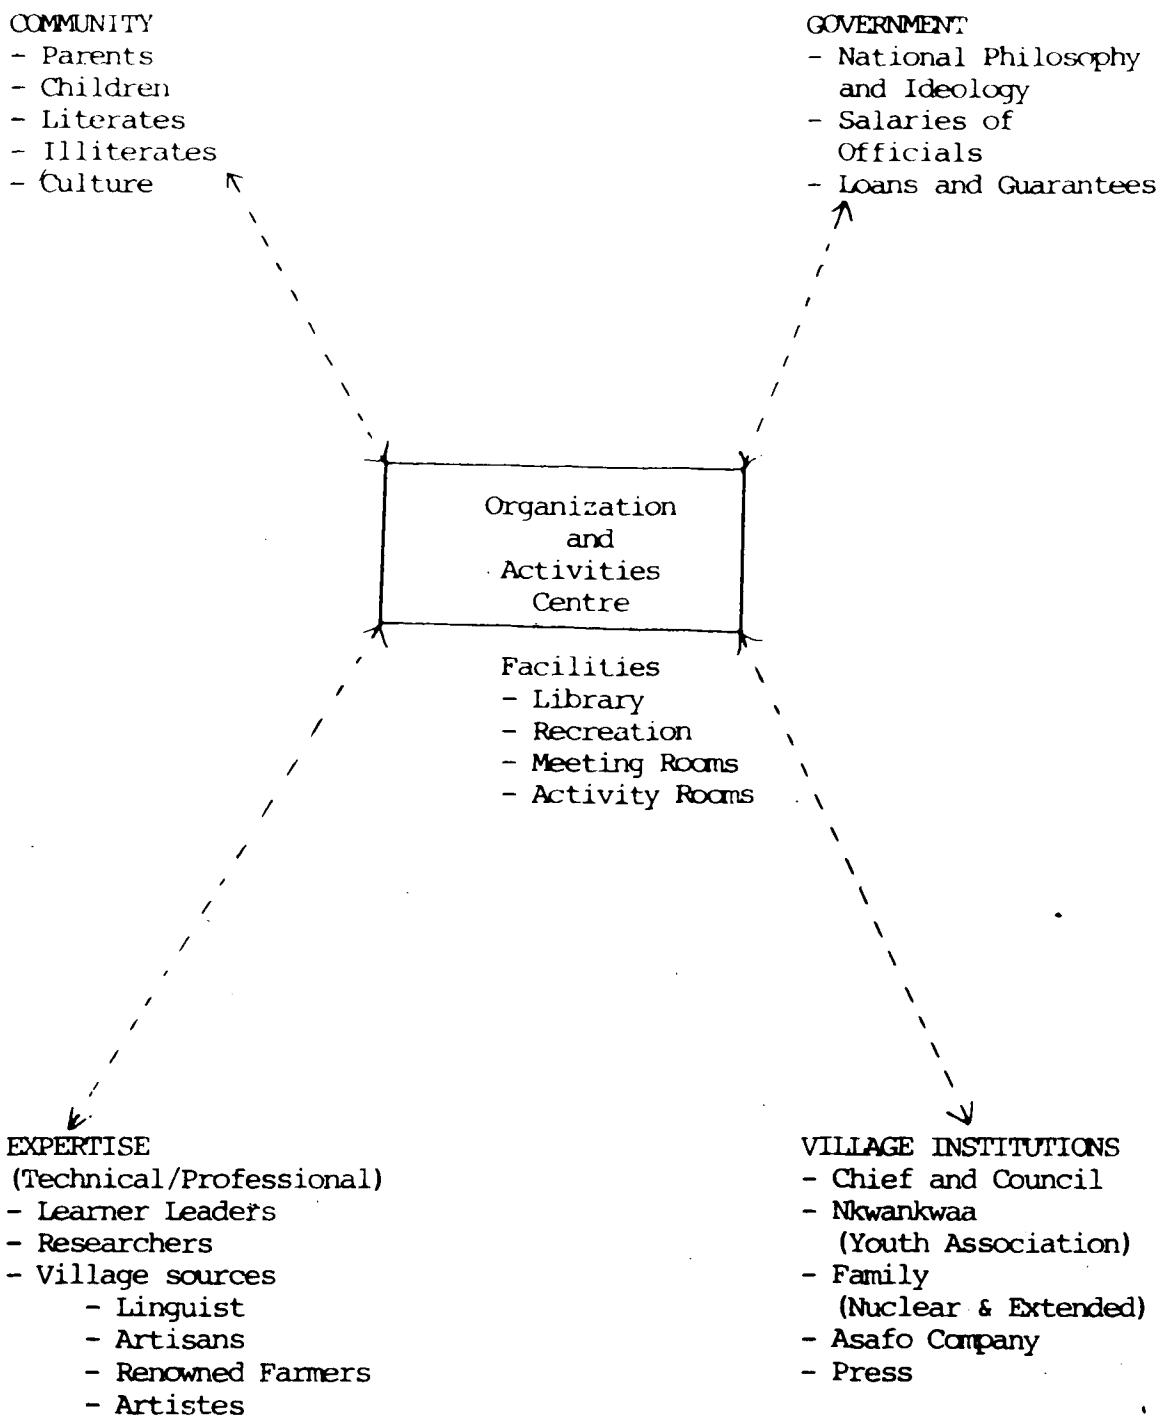 COMMUNITY
- Parents
- Children
- Literates
- Illiterates
- Culture
GOVERNMENT
- National Philosophy
and Ideology
- Salaries of
Officials
- Loans and Guarantees
Organization
and
Activities
Centre
Facilities
- Library
- Recreation
- Meeting Rooms
- Activity Rooms
EXPERTISE
(Technical/Professional)
- Learner Leaders
- Researchers
- Village sources
- Linguist
- Artisans
- Renowned Farmers
- Artistes
VILLAGE INSTITUTIONS
- Chief and Council
- Nkwankwaa
(Youth Association)
- Family
(Nuclear & Extended)
- Asafo Company
- Press